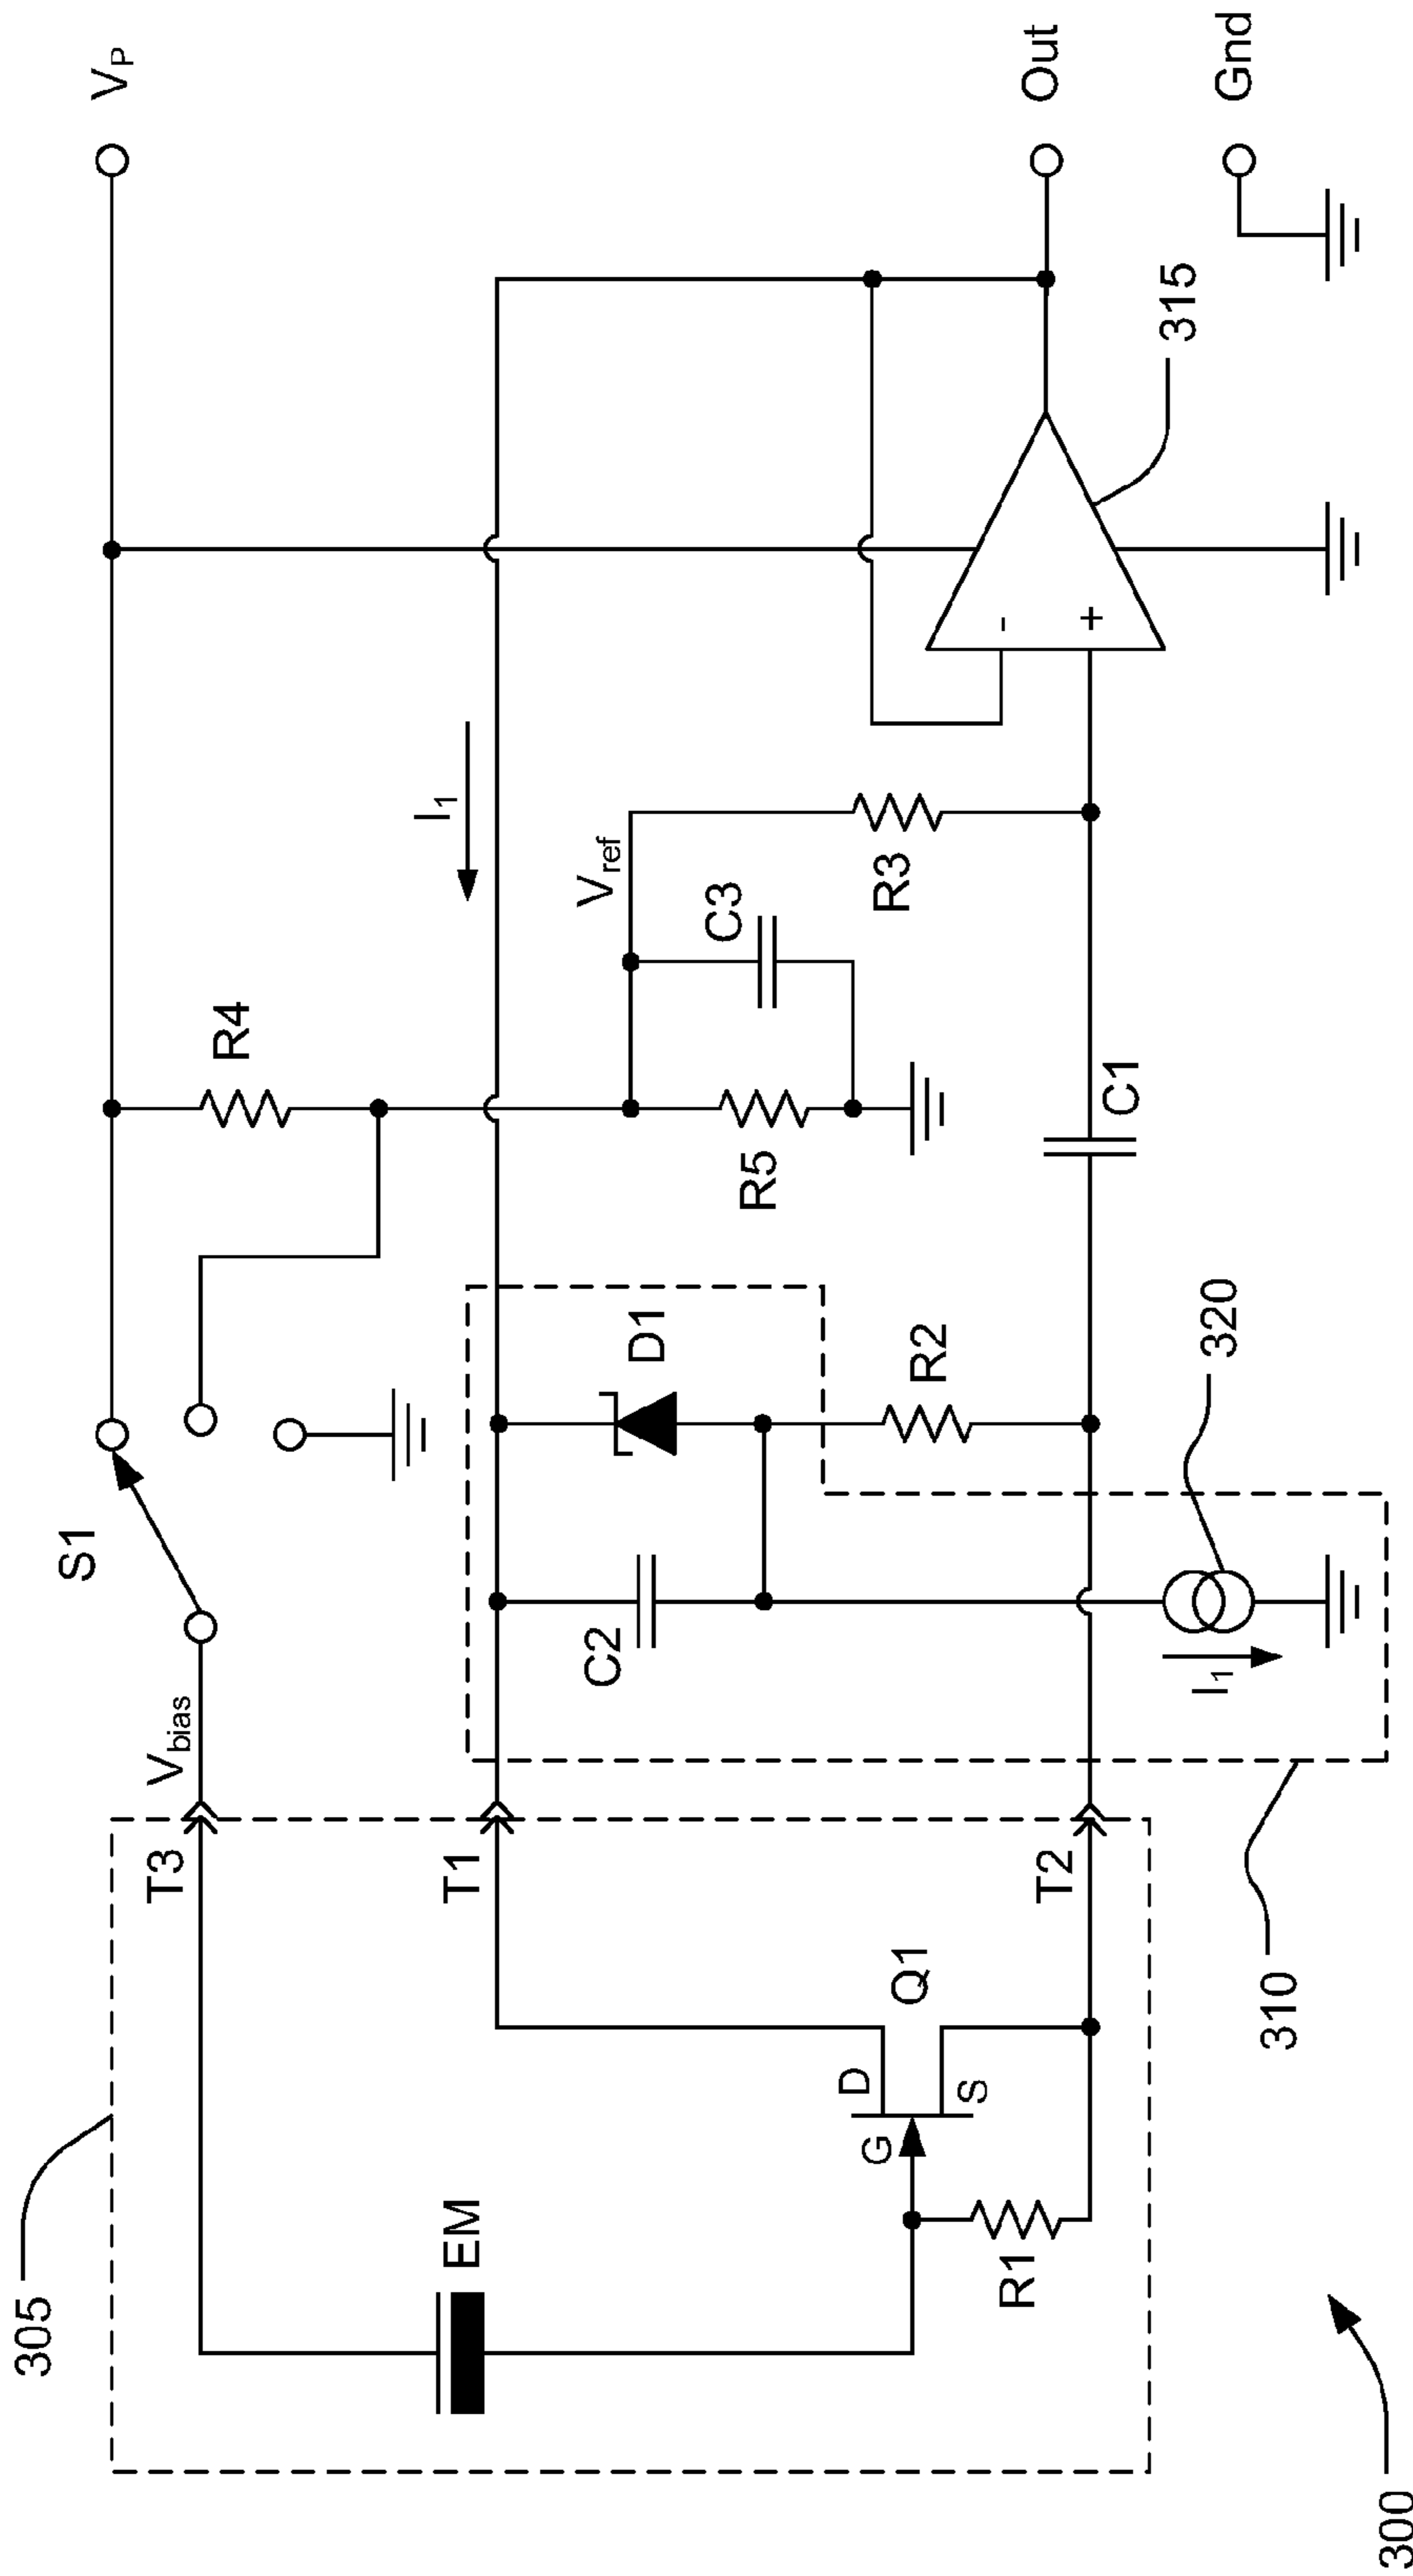 305
300
EM
R1
G
D
S
Q1
T3
T1
T2
310
Vbias
S1
C2
I1
320
D1
R2
R5
C1
R4
C3
Vref
R3
I1
-
+
315
VP
Out
Gnd